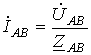 İ_AB = U̇_AB / Z_AB